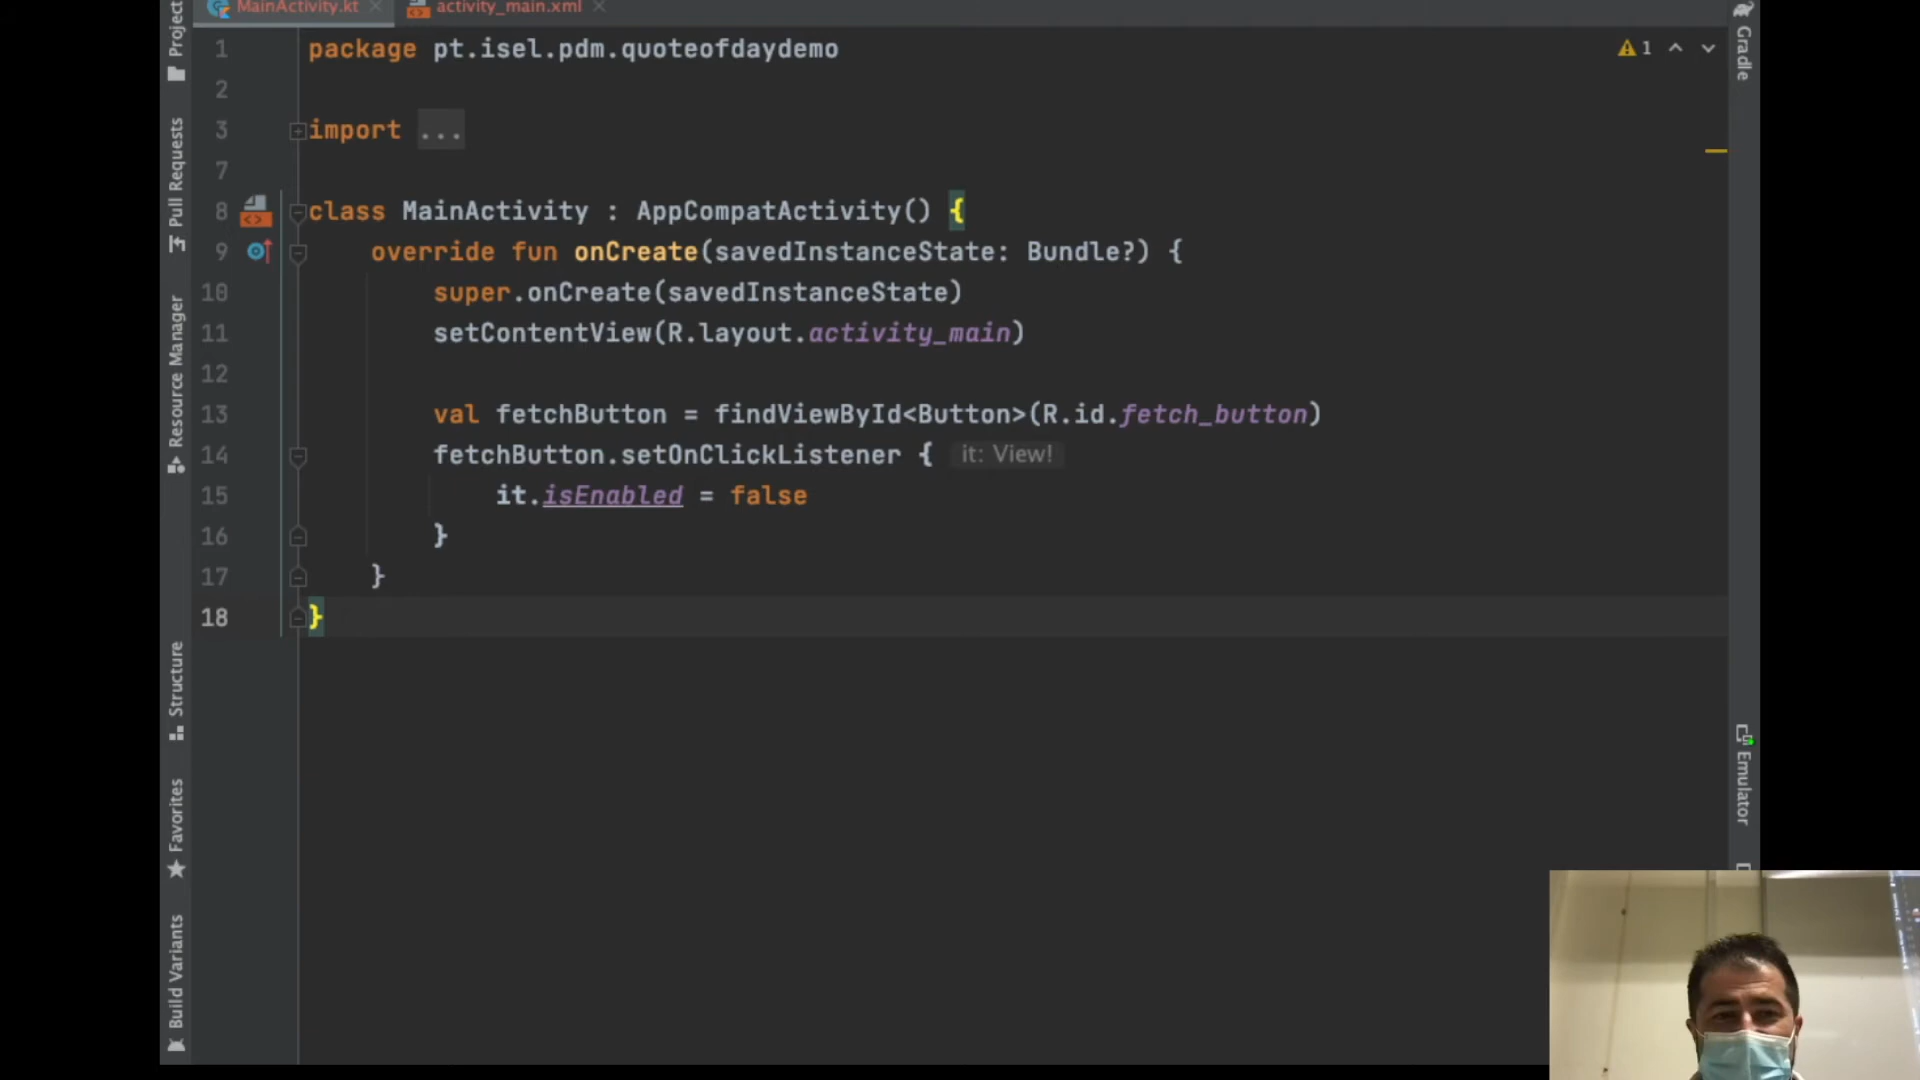 MainActivity.kt
activity_main.xml
Project
Pull Requests
Resource Manager
Structure
Favorites
Build Variants
Gradle
Emulator
1
1 package pt.isel.pdm.quoteofdaydemo
2
3 import ...
7
8 class MainActivity : AppCompatActivity() {
9 override fun onCreate(savedInstanceState: Bundle?) {
10 super.onCreate(savedInstanceState)
11 setContentView(R.layout.activity_main)
12
13 val fetchButton = findViewById<Button>(R.id.fetch_button)
14 fetchButton.setOnClickListener { it: View!
15 it.isEnabled = false
16 }
17 }
18 }